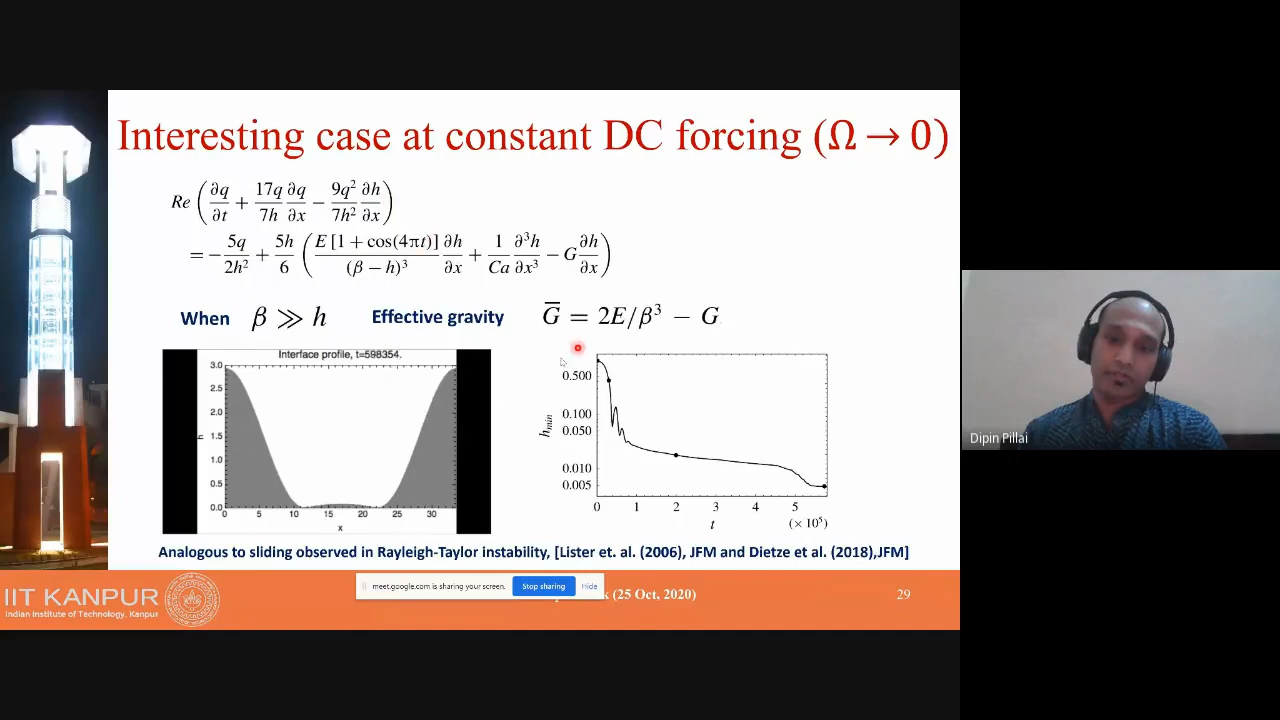 Interesting case at constant DC forcing (Ω → 0)
Re ( ∂q/∂t + 17q/7h ∂q/∂x − 9q²/7h² ∂h/∂x )
= − 5q/2h² + 5h/6 ( E [1 + cos(4πt)]/(β − h)³ ∂h/∂x + 1/Ca ∂³h/∂x³ − G ∂h/∂x )
When β ≫ h Effective gravity G̅ = 2E/β³ − G
Interface profile, t=598354.
3.0
2.5
2.0
1.5
1.0
0.5
0.0
h
0 5 10 15 20 25 30
x
0.500
0.100
0.050
0.010
0.005
h_min
0 1 2 3 4 5
t (× 10⁵)
Analogous to sliding observed in Rayleigh-Taylor instability, [Lister et. al. (2006), JFM and Dietze et al. (2018),JFM]
IIT KANPUR
Indian Institute of Technology, Kanpur
meet.google.com is sharing your screen. Stop sharing Hide
(25 Oct, 2020)
29
Dipin Pillai